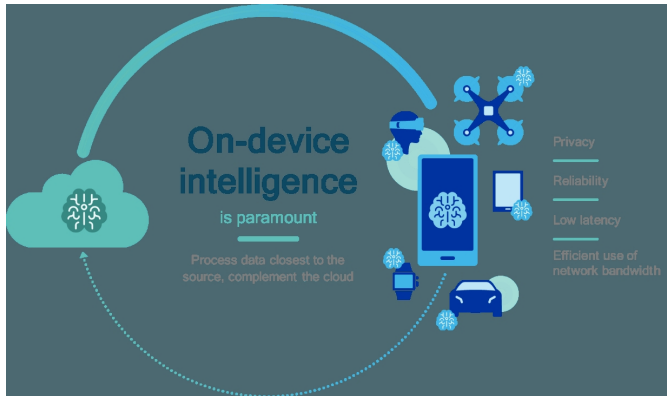 On-device
intelligence
is paramount
Process data closest to the
source, complement the cloud
Privacy
Reliability
Low latency
Efficient use of
network bandwidth